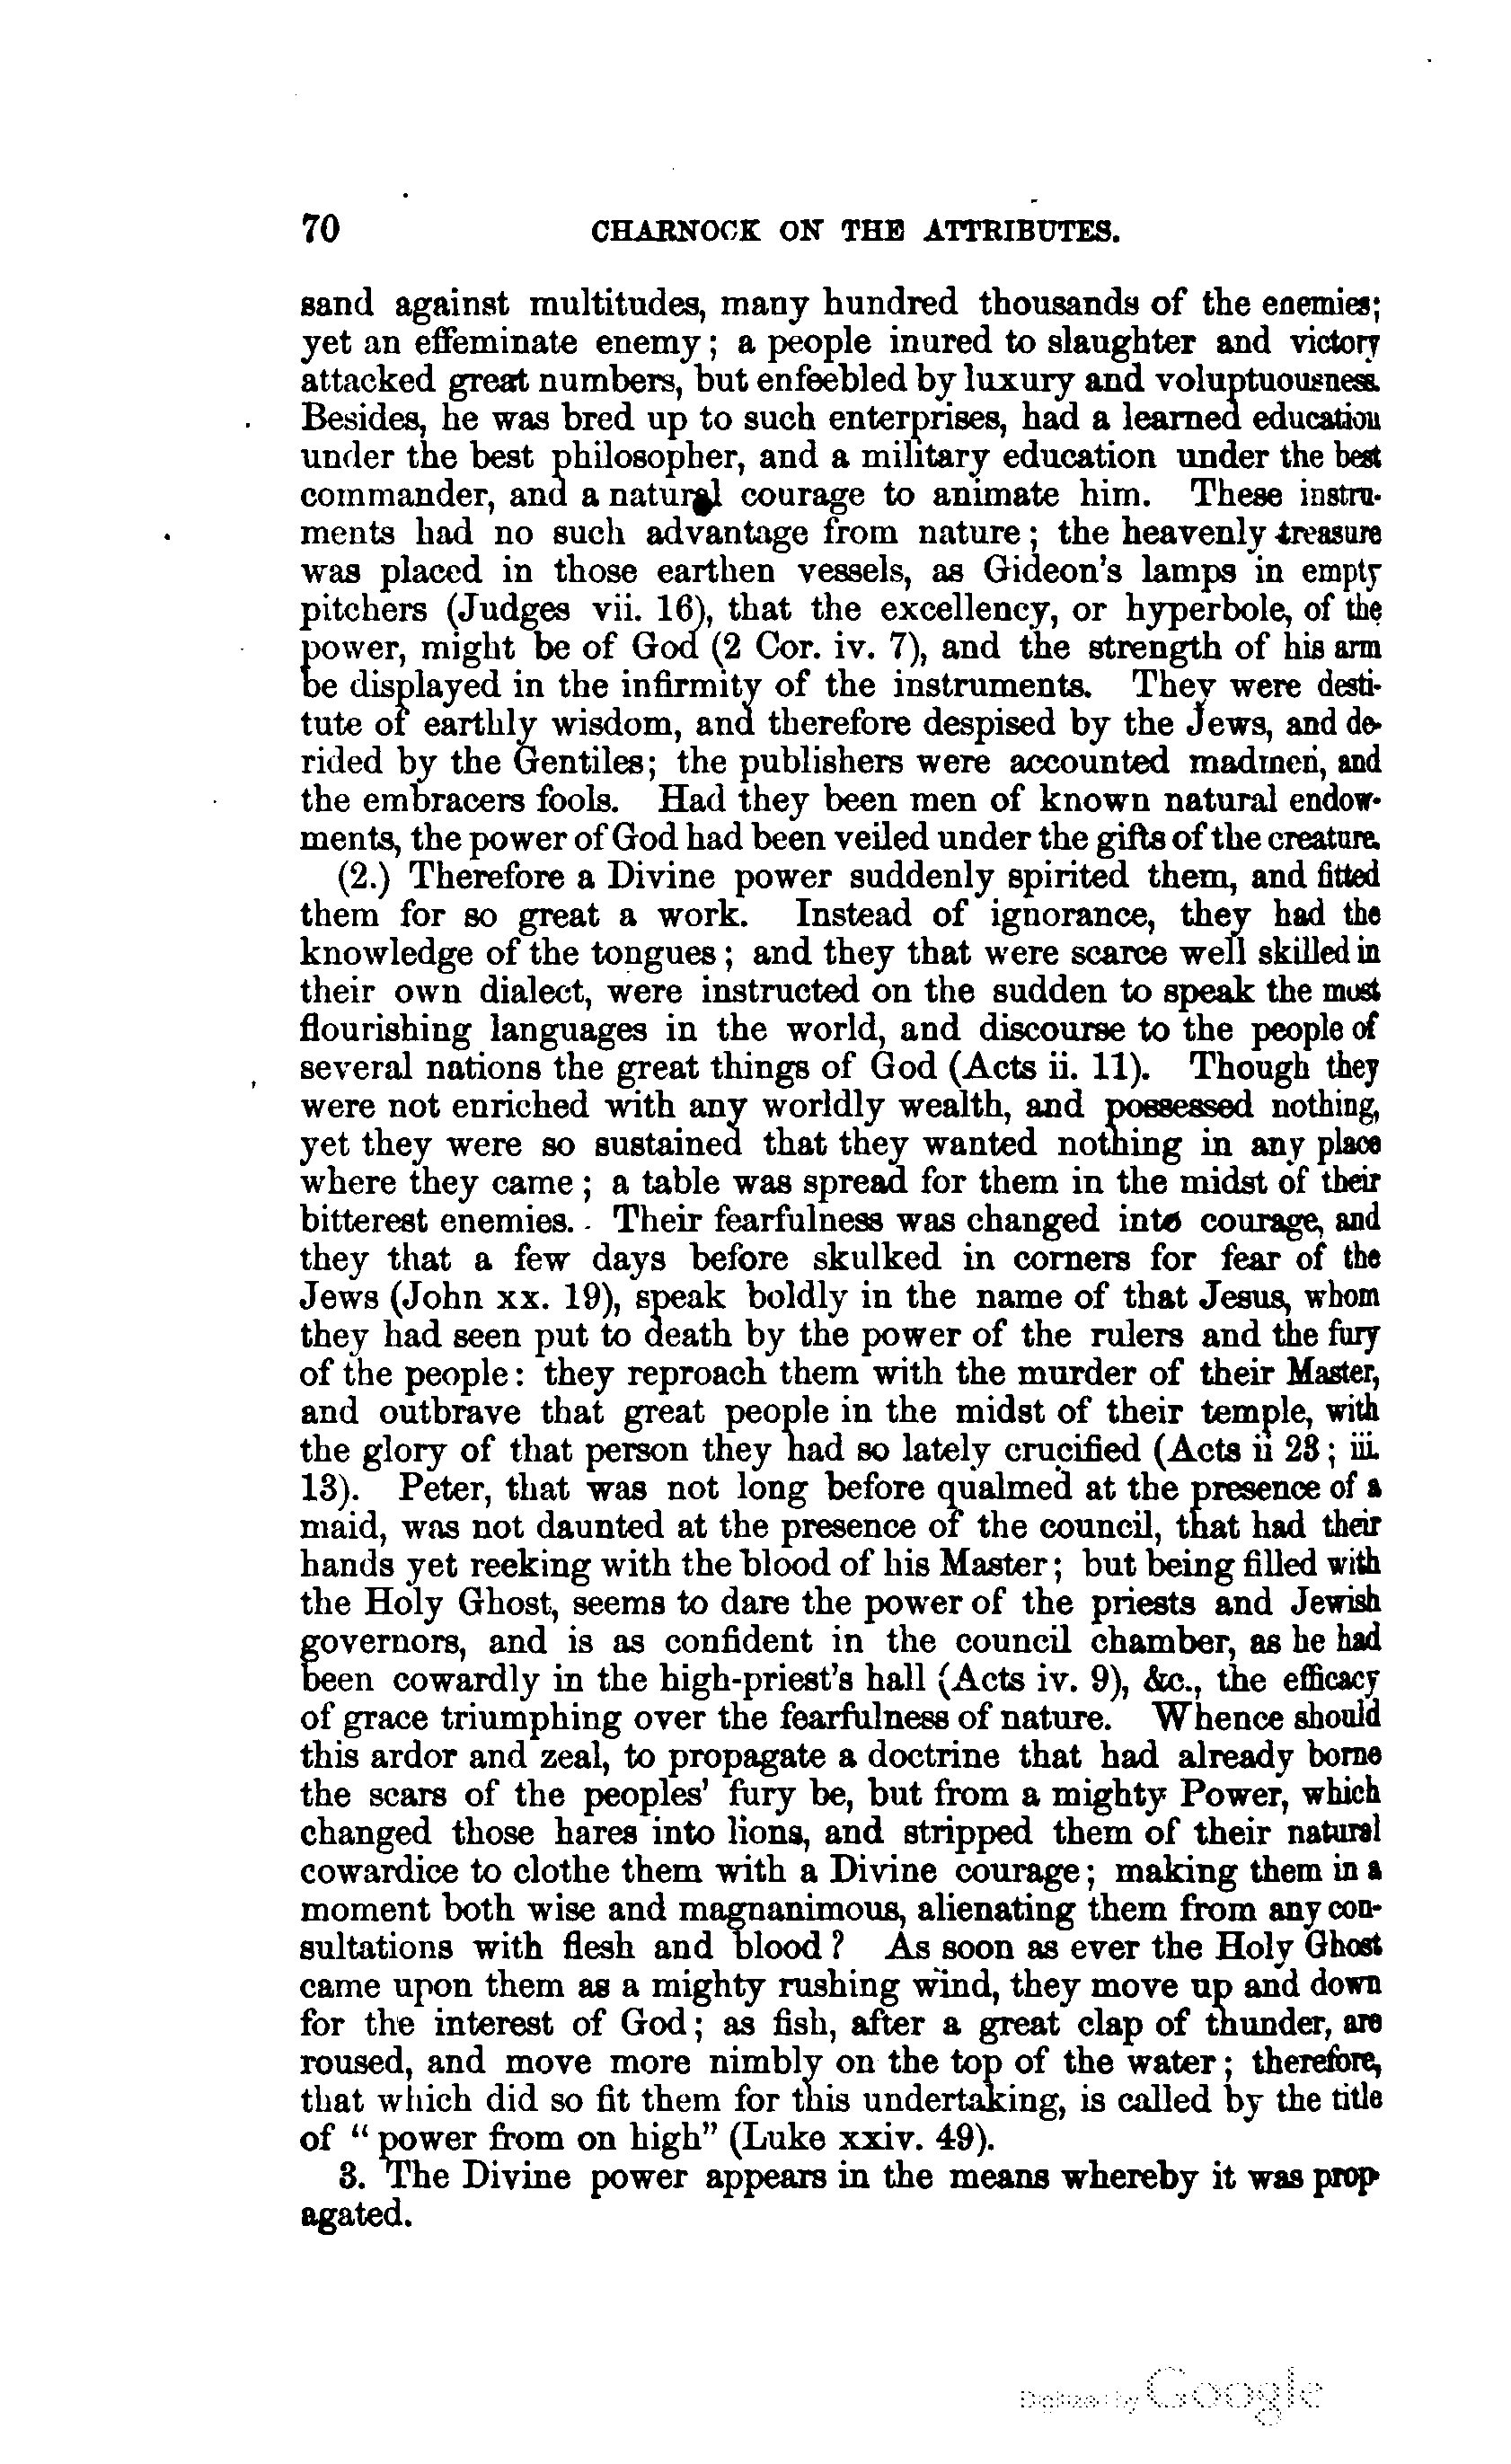 70 CHARNOCK ON THE ATTRIBUTES.
sand against multitudes, many hundred thousands of the enemies;
yet an effeminate enemy; a people inured to slaughter and victory
attacked great numbers, but enfeebled by luxury and voluptuousness.
Besides, he was bred up to such enterprises, had a learned education
under the best philosopher, and a military education under the best
commander, and a natural courage to animate him. These instru-
ments had no such advantage from nature; the heavenly treasure
was placed in those earthen vessels, as Gideon's lamps in empty
pitchers (Judges vii. 16), that the excellency, or hyperbole, of the
power, might be of God (2 Cor. iv. 7), and the strength of his arm
be displayed in the infirmity of the instruments. They were desti-
tute of earthly wisdom, and therefore despised by the Jews, and de-
rided by the Gentiles; the publishers were accounted madmen, and
the embracers fools. Had they been men of known natural endow-
ments, the power of God had been veiled under the gifts of the creature.
(2.) Therefore a Divine power suddenly spirited them, and fitted
them for so great a work. Instead of ignorance, they had the
knowledge of the tongues; and they that were scarce well skilled in
their own dialect, were instructed on the sudden to speak the most
flourishing languages in the world, and discourse to the people of
several nations the great things of God (Acts ii. 11). Though they
were not enriched with any worldly wealth, and possessed nothing,
yet they were so sustained that they wanted nothing in any place
where they came; a table was spread for them in the midst of their
bitterest enemies. Their fearfulness was changed into courage, and
they that a few days before skulked in corners for fear of the
Jews (John xx. 19), speak boldly in the name of that Jesus, whom
they had seen put to death by the power of the rulers and the fury
of the people: they reproach them with the murder of their Master,
and outbrave that great people in the midst of their temple, with
the glory of that person they had so lately crucified (Acts ii 23; iii.
13). Peter, that was not long before qualmed at the presence of a
maid, was not daunted at the presence of the council, that had their
hands yet reeking with the blood of his Master; but being filled with
the Holy Ghost, seems to dare the power of the priests and Jewish
governors, and is as confident in the council chamber, as he had
been cowardly in the high-priest's hall (Acts iv. 9), &c., the efficacy
of grace triumphing over the fearfulness of nature. Whence should
this ardor and zeal, to propagate a doctrine that had already borne
the scars of the peoples' fury be, but from a mighty Power, which
changed those hares into lions, and stripped them of their natural
cowardice to clothe them with a Divine courage; making them in a
moment both wise and magnanimous, alienating them from any con-
sultations with flesh and blood? As soon as ever the Holy Ghost
came upon them as a mighty rushing wind, they move up and down
for the interest of God; as fish, after a great clap of thunder, are
roused, and move more nimbly on the top of the water; therefore,
that which did so fit them for this undertaking, is called by the title
of "power from on high" (Luke xxiv. 49).
3. The Divine power appears in the means whereby it was prop-
agated.
Digitized by Google